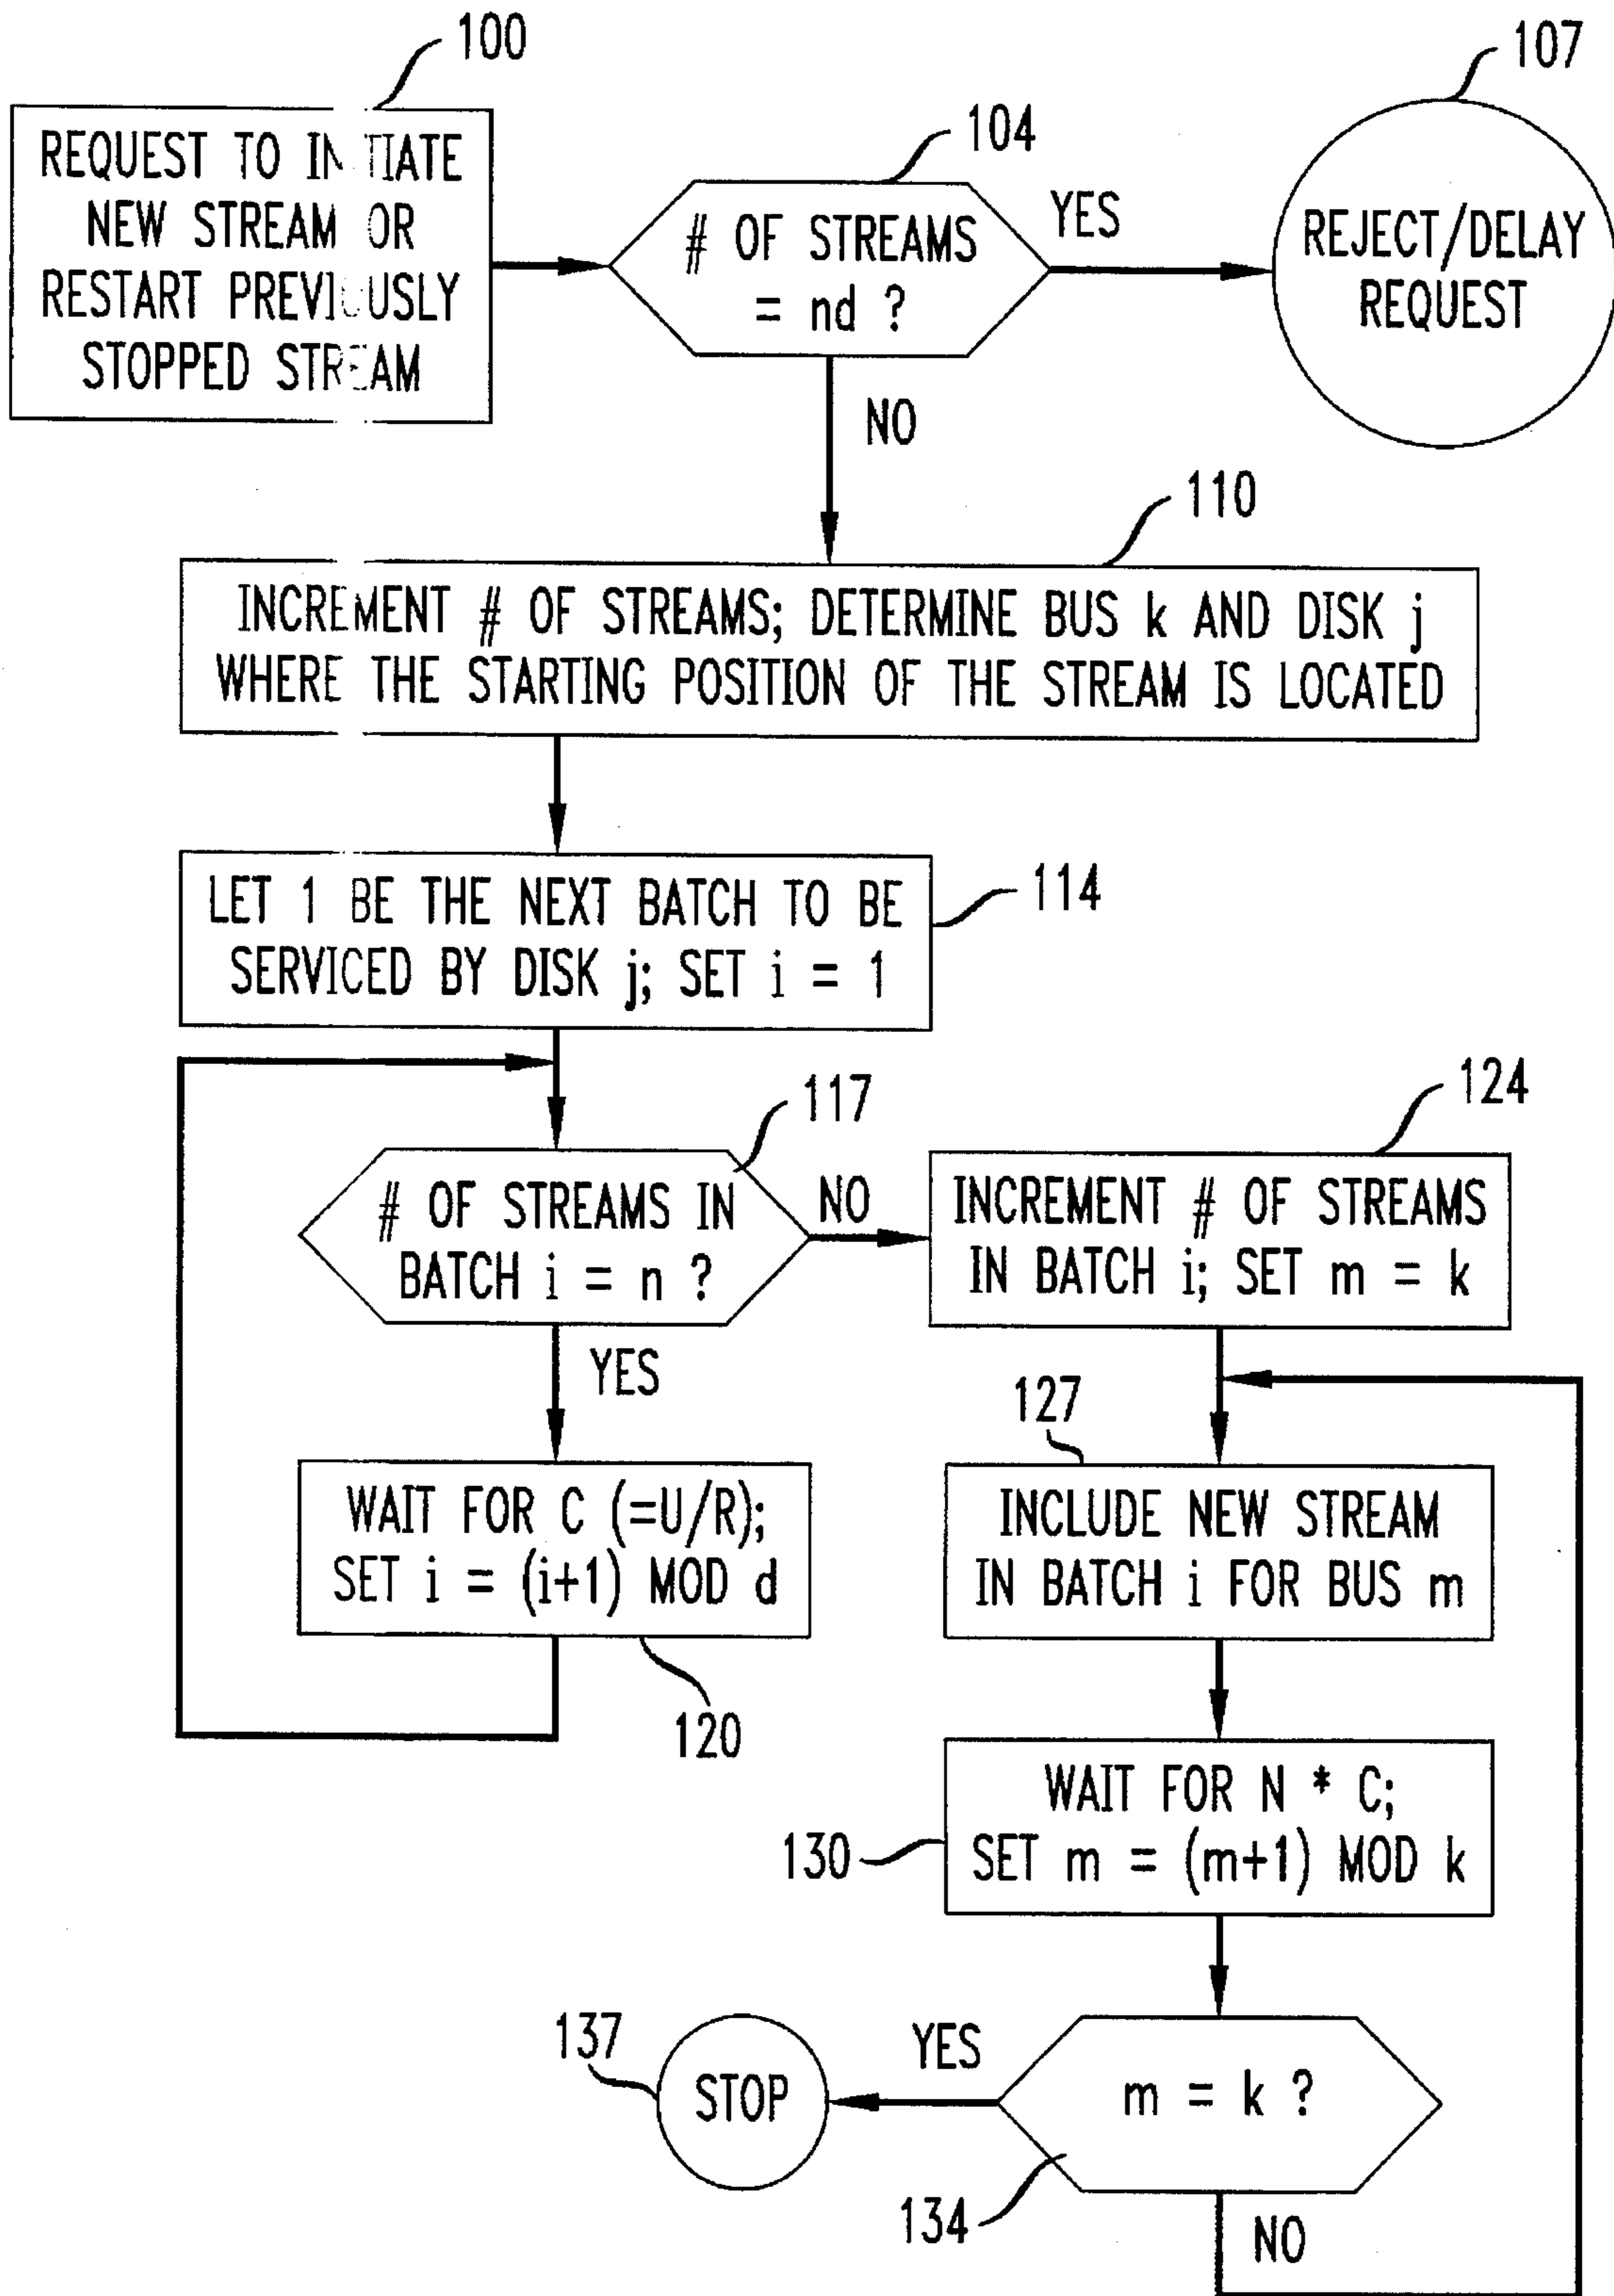 100
REQUEST TO INITIATE
NEW STREAM OR
RESTART PREVIOUSLY
STOPPED STREAM
104
# OF STREAMS
= nd ?
YES
107
REJECT/DELAY
REQUEST
NO
110
INCREMENT # OF STREAMS; DETERMINE BUS k AND DISK j
WHERE THE STARTING POSITION OF THE STREAM IS LOCATED
LET 1 BE THE NEXT BATCH TO BE
SERVICED BY DISK j; SET i = 1
114
117
# OF STREAMS IN
BATCH i = n ?
NO
124
INCREMENT # OF STREAMS
IN BATCH i; SET m = k
YES
WAIT FOR C (=U/R);
SET i = (i+1) MOD d
120
127
INCLUDE NEW STREAM
IN BATCH i FOR BUS m
130
WAIT FOR N * C;
SET m = (m+1) MOD k
134
m = k ?
YES
137
STOP
NO